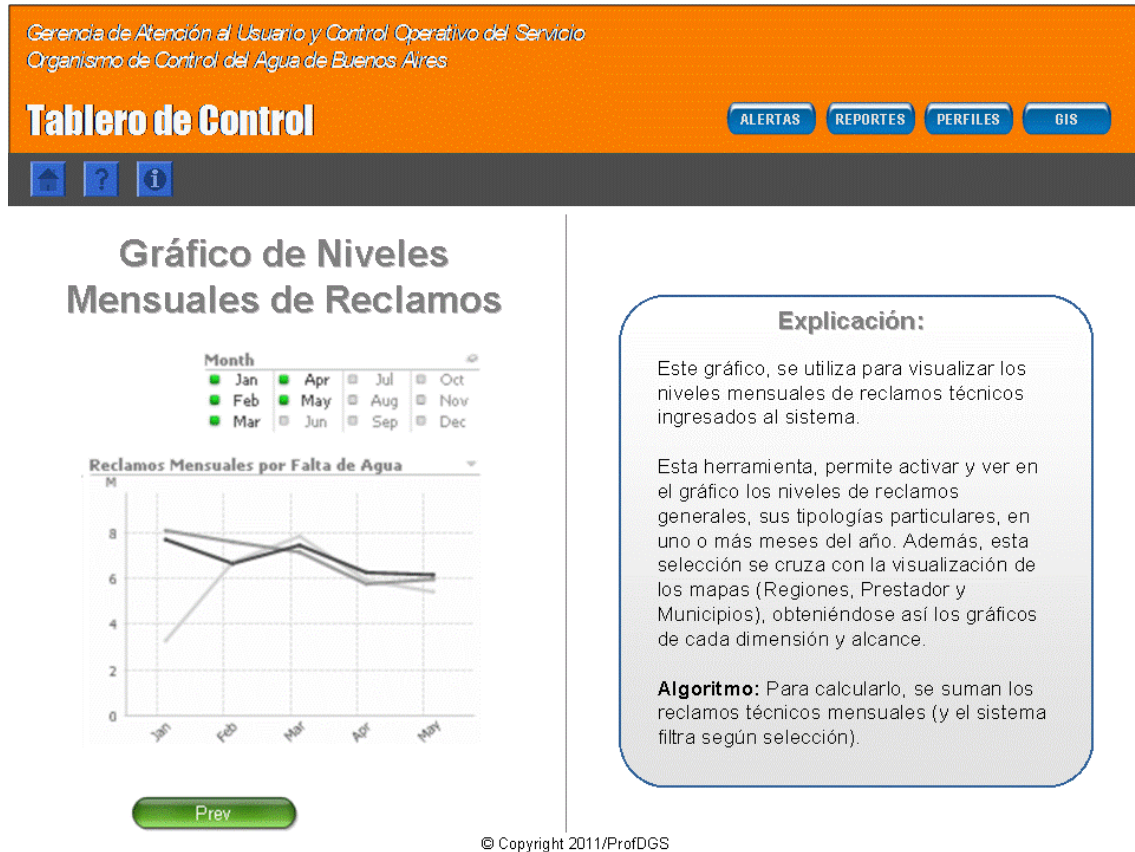 Gerencia de Atención al Usuario y Control Operativo del Servicio
Organismo de Control del Agua de Buenos Aires
Tablero de Control
ALERTAS REPORTES PERFILES GIS
Gráfico de Niveles
Mensuales de Reclamos
Month
Jan Apr Jul Oct
Feb May Aug Nov
Mar Jun Sep Dec
Reclamos Mensuales por Falta de Agua
M
8
6
4
2
0
Jan Feb Mar Apr May
Prev
Explicación:
Este gráfico, se utiliza para visualizar los
niveles mensuales de reclamos técnicos
ingresados al sistema.
Esta herramienta, permite activar y ver en
el gráfico los niveles de reclamos
generales, sus tipologías particulares, en
uno o más meses del año. Además, esta
selección se cruza con la visualización de
los mapas (Regiones, Prestador y
Municipios), obteniéndose así los gráficos
de cada dimensión y alcance.
Algoritmo: Para calcularlo, se suman los
reclamos técnicos mensuales (y el sistema
filtra según selección).
© Copyright 2011/ProfDGS